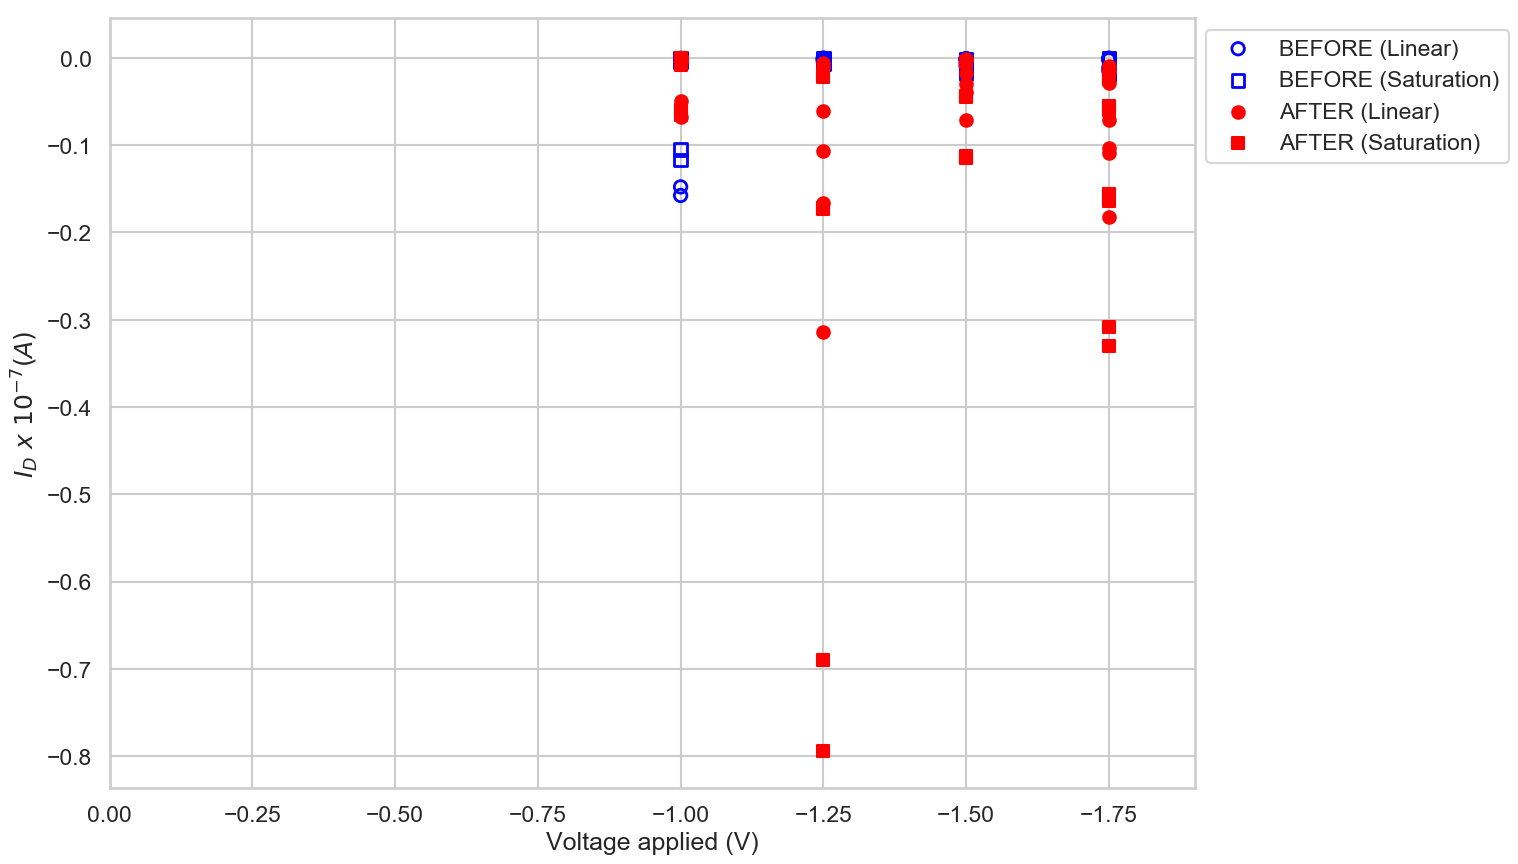 0.0
−0.1
−0.2
−0.3
−0.4
−0.5
−0.6
−0.7
−0.8
I_D x 10^{−7}(A)
0.00 −0.25 −0.50 −0.75 −1.00 −1.25 −1.50 −1.75
Voltage applied (V)
BEFORE (Linear)
BEFORE (Saturation)
AFTER (Linear)
AFTER (Saturation)